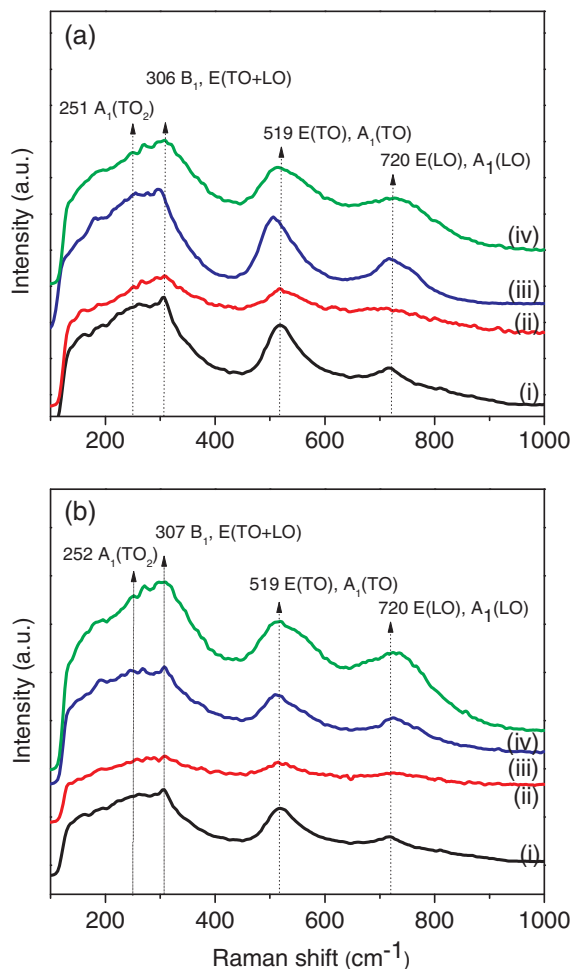 (a)
306 B₁, E(TO+LO)
251 A₁(TO₂)
519 E(TO), A₁(TO)
720 E(LO), A₁(LO)
Intensity (a.u.)
(iv)
(iii)
(ii)
(i)
200 400 600 800 1000
(b)
307 B₁, E(TO+LO)
252 A₁(TO₂)
519 E(TO), A₁(TO)
720 E(LO), A₁(LO)
Intensity (a.u.)
(iv)
(iii)
(ii)
(i)
200 400 600 800 1000
Raman shift (cm⁻¹)